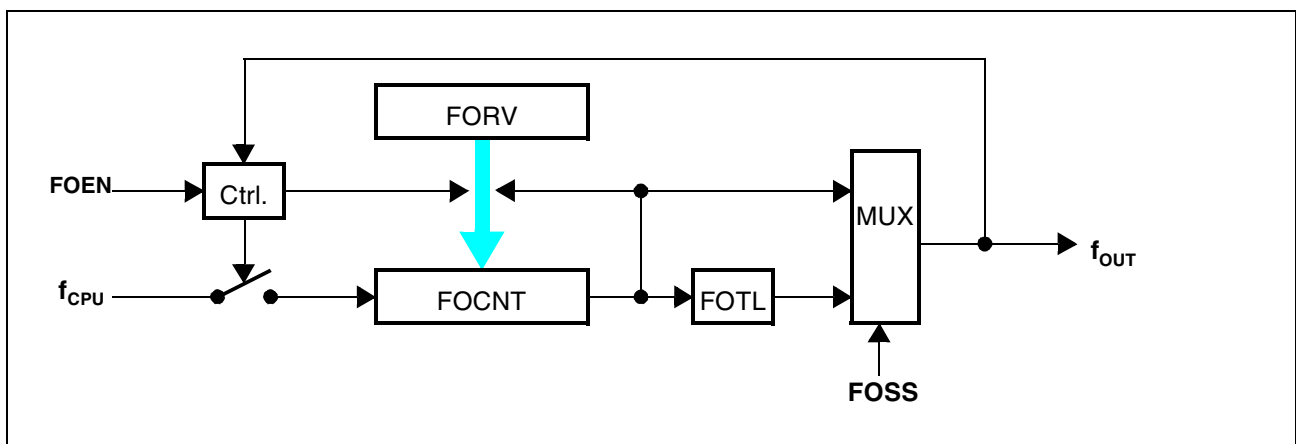 FORV
FOEN
Ctrl.
MUX
fOUT
fCPU
FOCNT
FOTL
FOSS